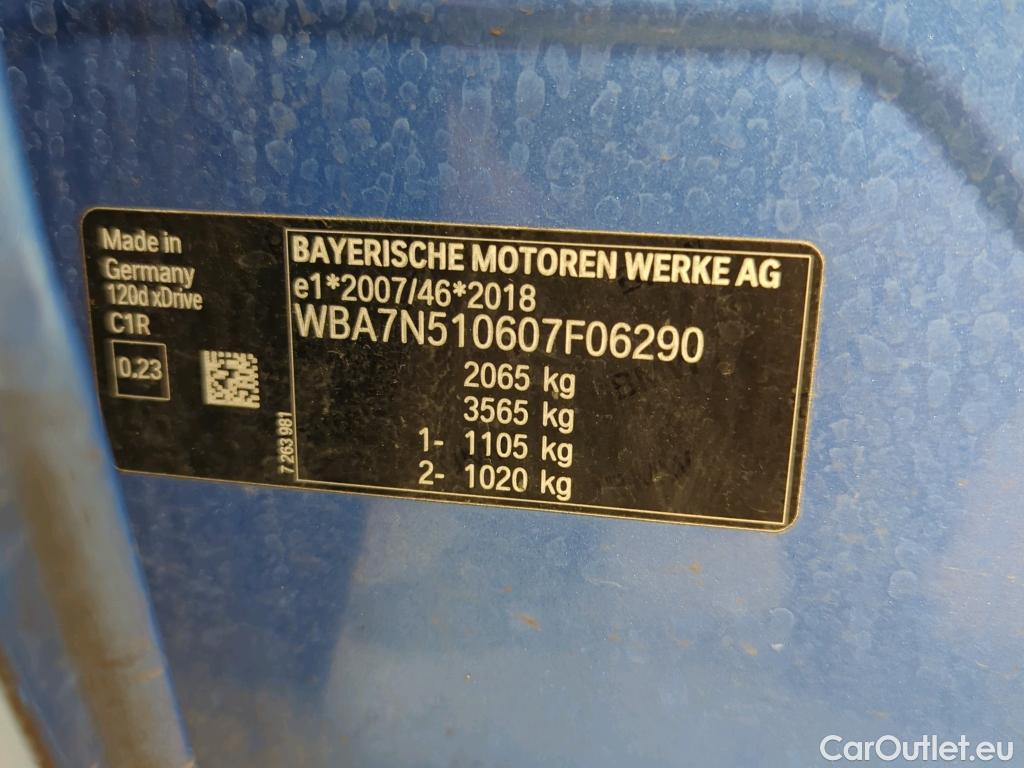 Made in
Germany
120d xDrive
C1R
0.23
7 263 981
BAYERISCHE MOTOREN WERKE AG
e1*2007/46*2018
WBA7N510607F06290
2065 kg
3565 kg
1- 1105 kg
2- 1020 kg
CarOutlet.eu